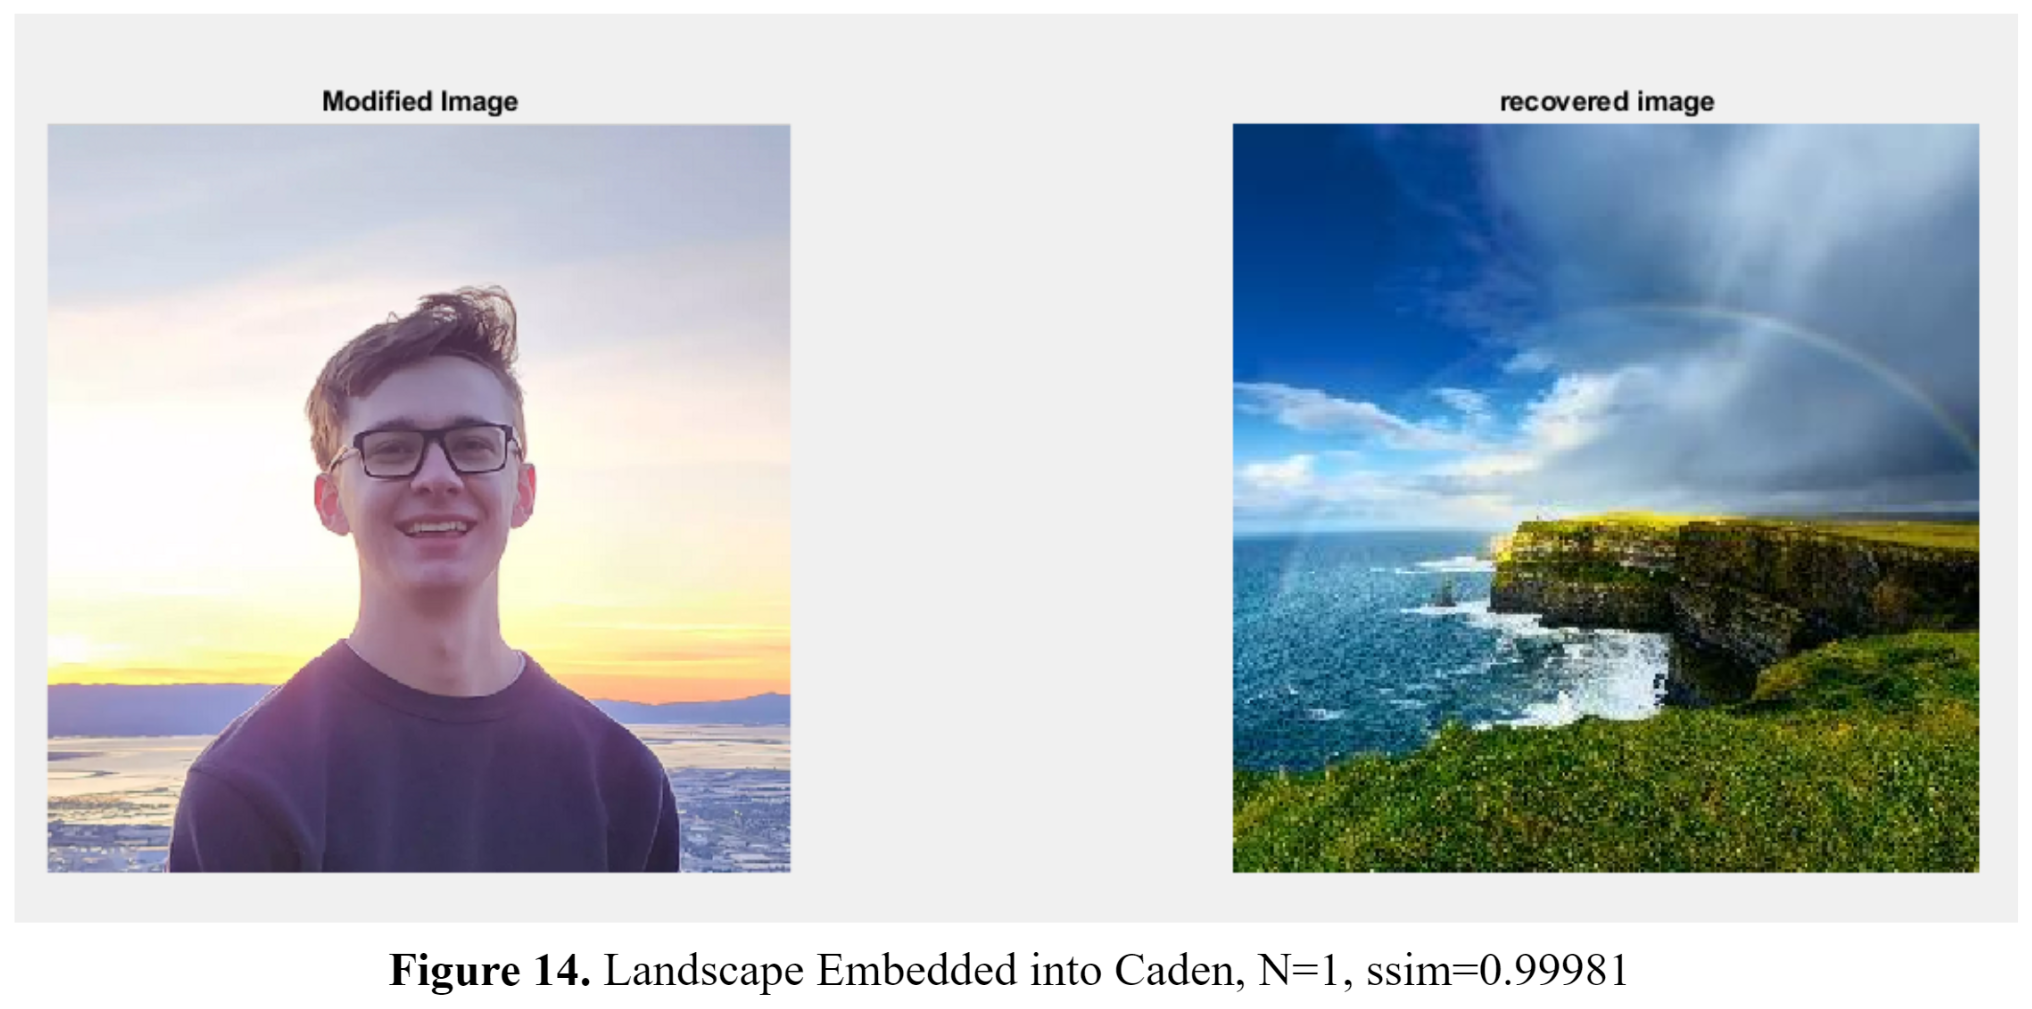 Modified Image
recovered image
Figure 14. Landscape Embedded into Caden, N=1, ssim=0.99981